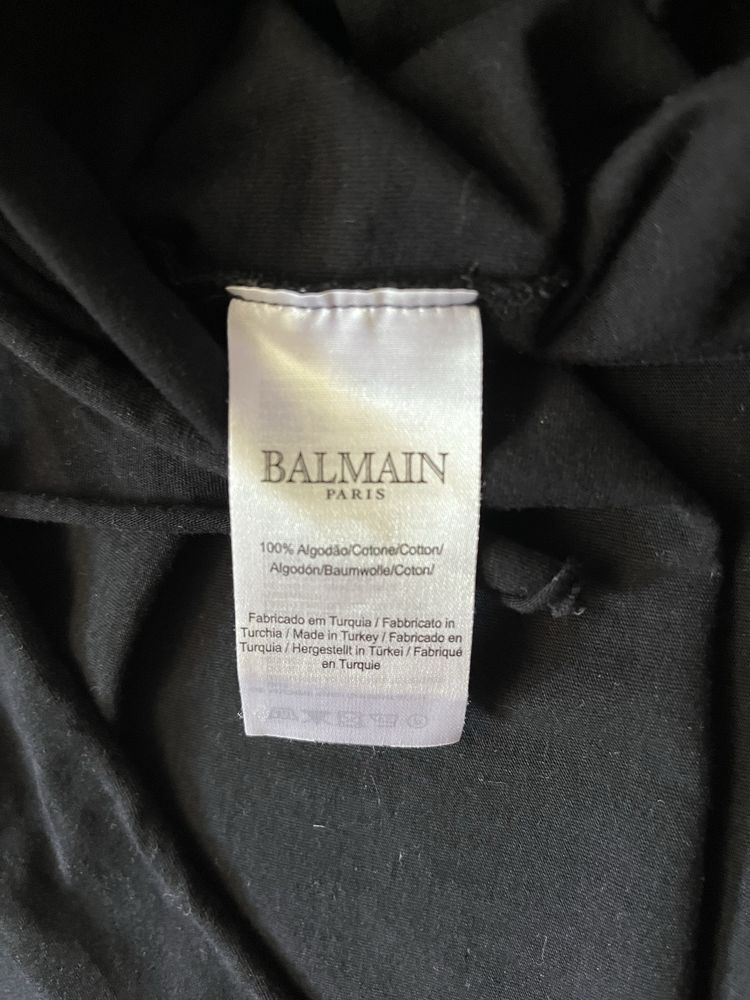 BALMAIN
PARIS
100% Algodão/Cotone/Cotton/
Algodón/Baumwolle/Coton/
Fabricado em Turquia / Fabbricato in
Turchia / Made in Turkey / Fabricado en
Turquia / Hergestellt in Türkei / Fabriqué
en Turquie